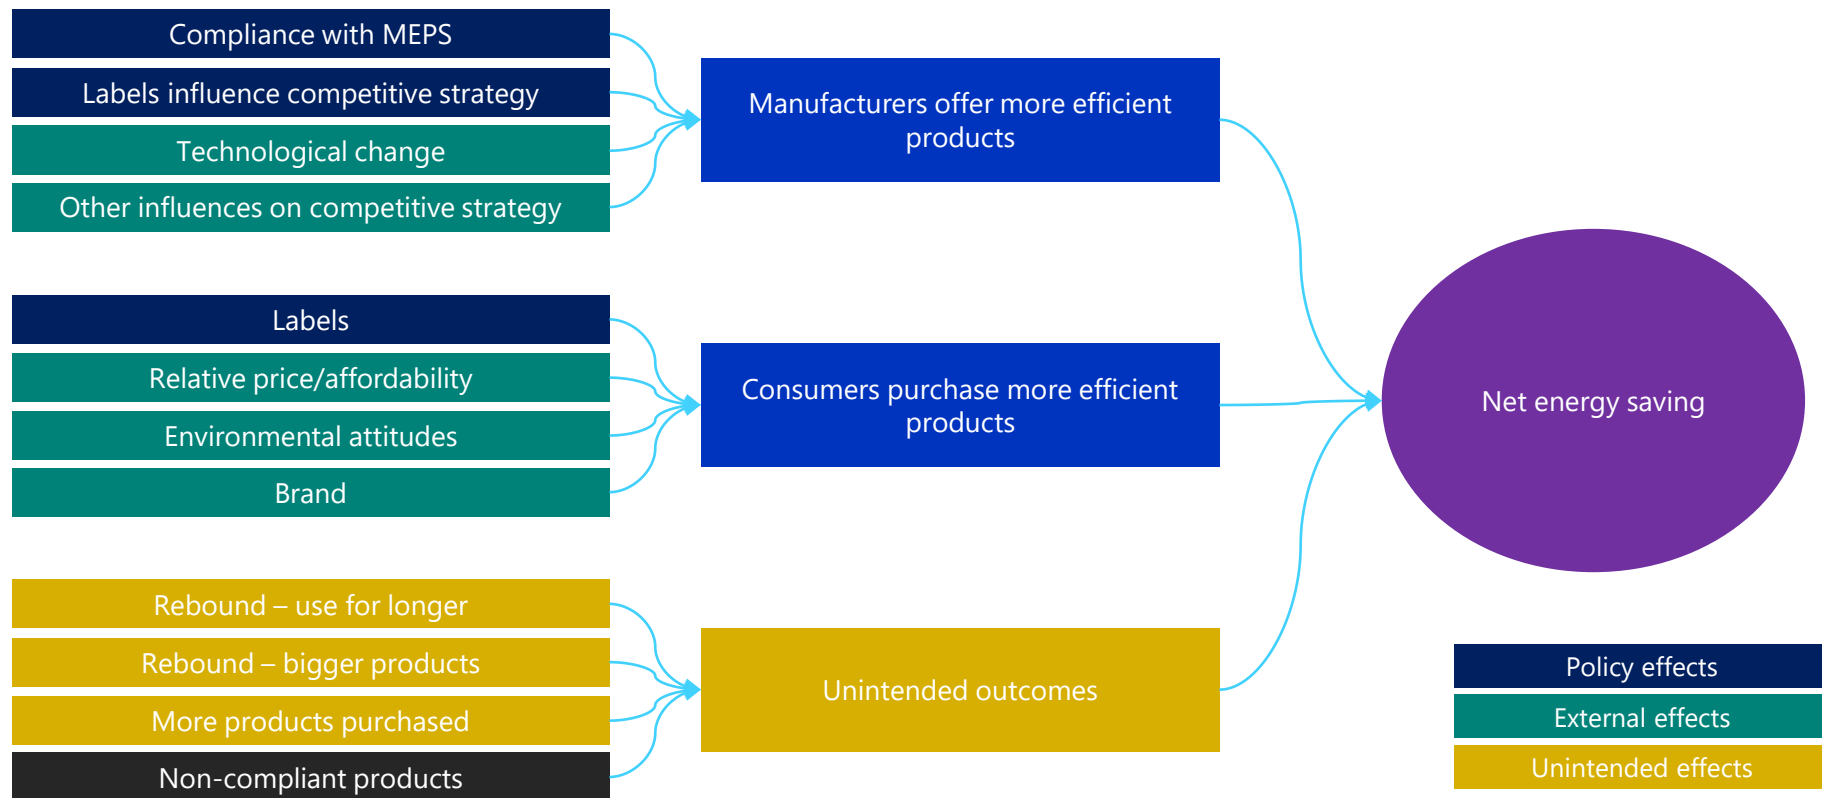 Compliance with MEPS
Labels influence competitive strategy
Technological change
Other influences on competitive strategy
Manufacturers offer more efficient
products
Labels
Relative price/affordability
Environmental attitudes
Brand
Consumers purchase more efficient
products
Net energy saving
Rebound – use for longer
Rebound – bigger products
More products purchased
Non-compliant products
Unintended outcomes
Policy effects
External effects
Unintended effects